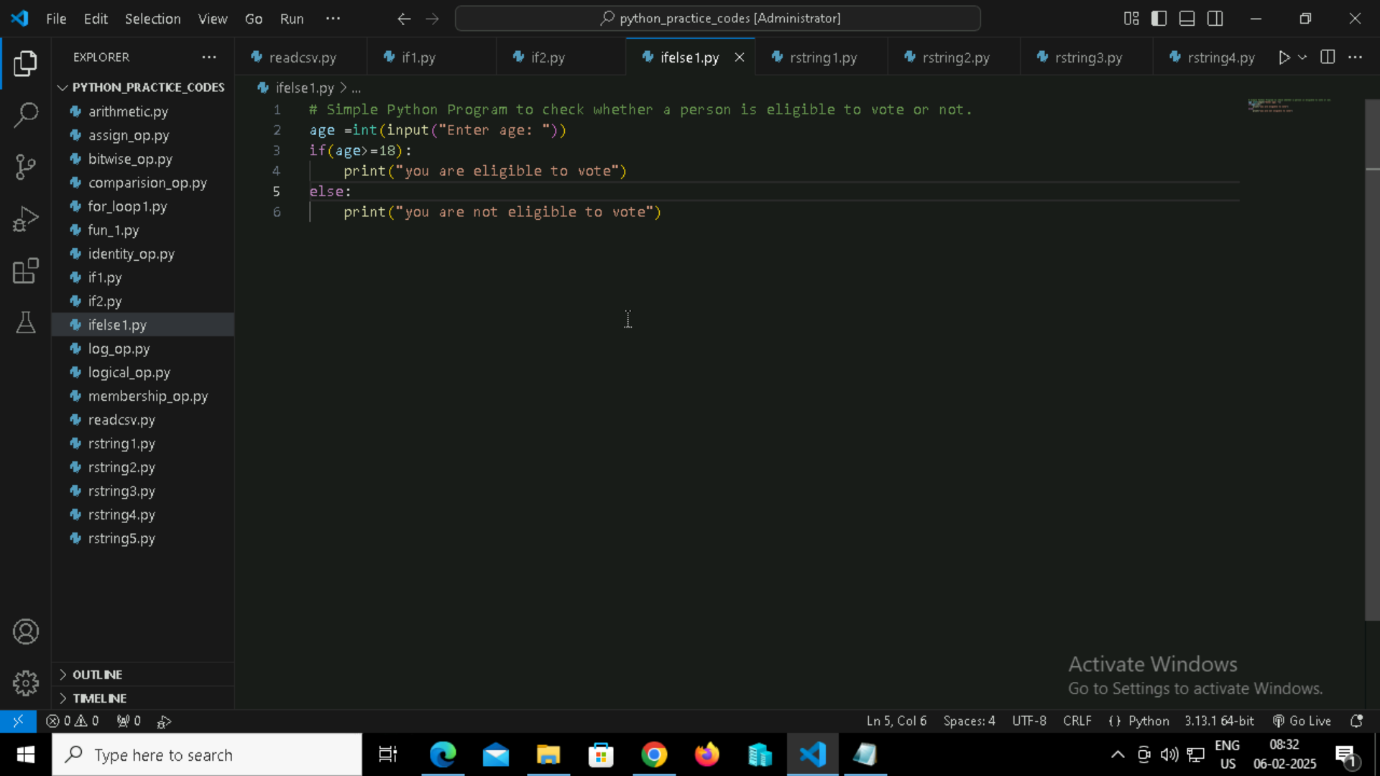 File Edit Selection View Go Run ···
python_practice_codes [Administrator]
EXPLORER ···
PYTHON_PRACTICE_CODES
arithmetic.py
assign_op.py
bitwise_op.py
comparision_op.py
for_loop1.py
fun_1.py
identity_op.py
if1.py
if2.py
ifelse1.py
log_op.py
logical_op.py
membership_op.py
readcsv.py
rstring1.py
rstring2.py
rstring3.py
rstring4.py
rstring5.py
OUTLINE
TIMELINE
readcsv.py if1.py if2.py ifelse1.py rstring1.py rstring2.py rstring3.py rstring4.py
ifelse1.py > ...
1 # Simple Python Program to check whether a person is eligible to vote or not.
2 age =int(input("Enter age: "))
3 if(age>=18):
4     print("you are eligible to vote")
5 else:
6     print("you are not eligible to vote")
Activate Windows
Go to Settings to activate Windows.
0 0 0 Ln 5, Col 6 Spaces: 4 UTF-8 CRLF {} Python 3.13.1 64-bit Go Live
Type here to search
ENG
US
08:32
06-02-2025
1